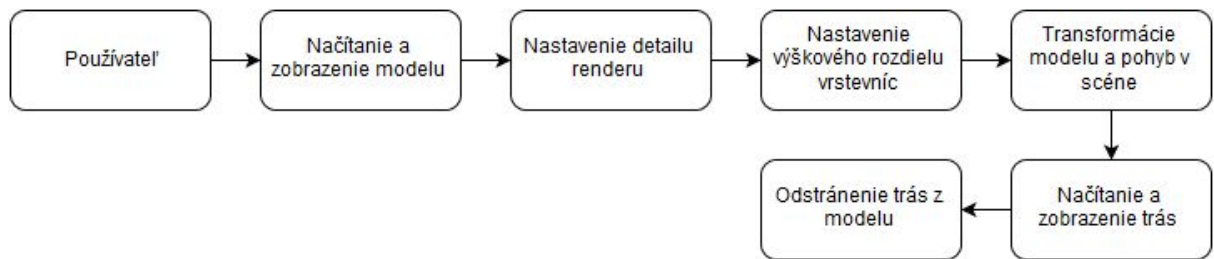 Používateľ
Načítanie a
zobrazenie modelu
Nastavenie detailu
renderu
Nastavenie
výškového rozdielu
vrstevníc
Transformácie
modelu a pohyb v
scéne
Načítanie a
zobrazenie trás
Odstránenie trás z
modelu